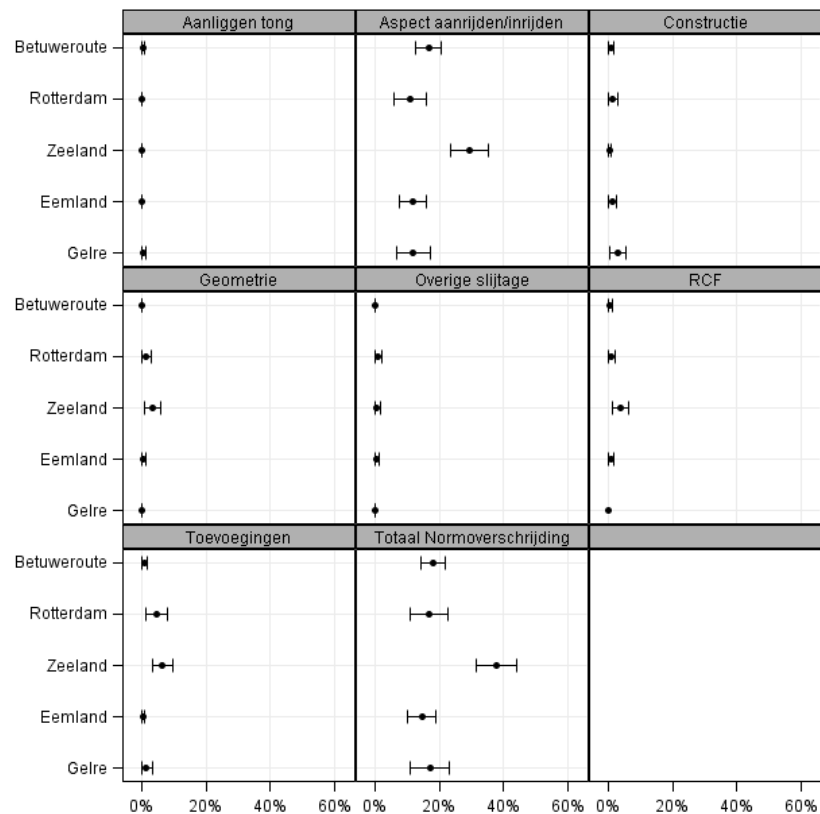 Aanliggen tong Aspect aanrijden/inrijden Constructie
Betuweroute
Rotterdam
Zeeland
Eemland
Gelre
Geometrie Overige slijtage RCF
Betuweroute
Rotterdam
Zeeland
Eemland
Gelre
Toevoegingen Totaal Normoverschrijding
Betuweroute
Rotterdam
Zeeland
Eemland
Gelre
0% 20% 40% 60% 0% 20% 40% 60% 0% 20% 40% 60%